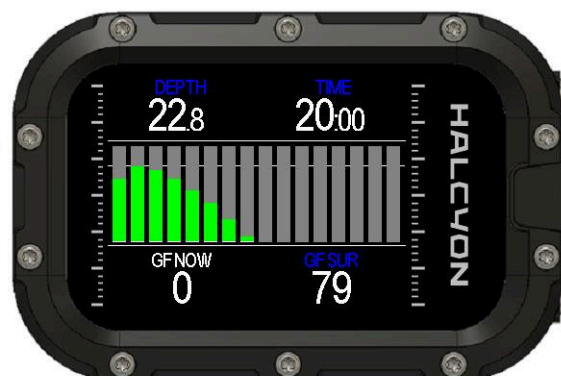 DEPTH TIME
22.8 20:00
GF NOW GF SUR
0 79
HALCYON